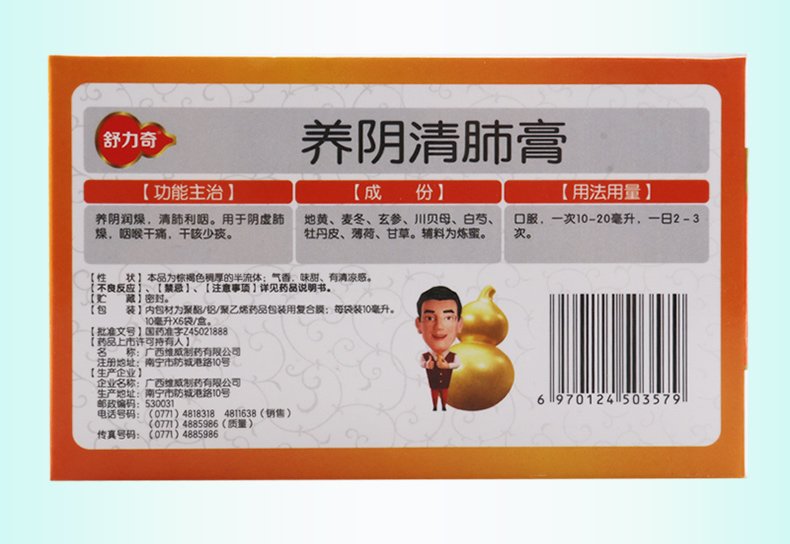 舒力奇
养阴清肺膏
【功能主治】
养阴润燥，清肺利咽。用于阴虚肺
燥，咽喉干痛，干咳少痰。
【成 份】
地黄、麦冬、玄参、川贝母、白芍、
牡丹皮、薄荷、甘草。辅料为炼蜜。
【用法用量】
口服，一次10-20毫升，一日2-3
次。
【性 状】本品为棕褐色稠厚的半流体；气香，味甜、有清凉感。
【不良反应】、【禁忌】、【注意事项】详见药品说明书。
【贮 藏】密封。
【包 装】内包材为聚酯/铝/聚乙烯药品包装用复合膜；每袋装10毫升。
10毫升X6袋/盒。
【批准文号】国药准字Z45021888
【药品上市许可持有人】
名 称：广西维威制药有限公司
注册地址：南宁市防城港路10号
【生产企业】
企业名称：广西维威制药有限公司
生产地址：南宁市防城港路10号
邮政编码：530031
电话号码：（0771）4818318 4811638（销售）
（0771）4885986（质量）
传真号码：（0771）4885986
6 970124 503579